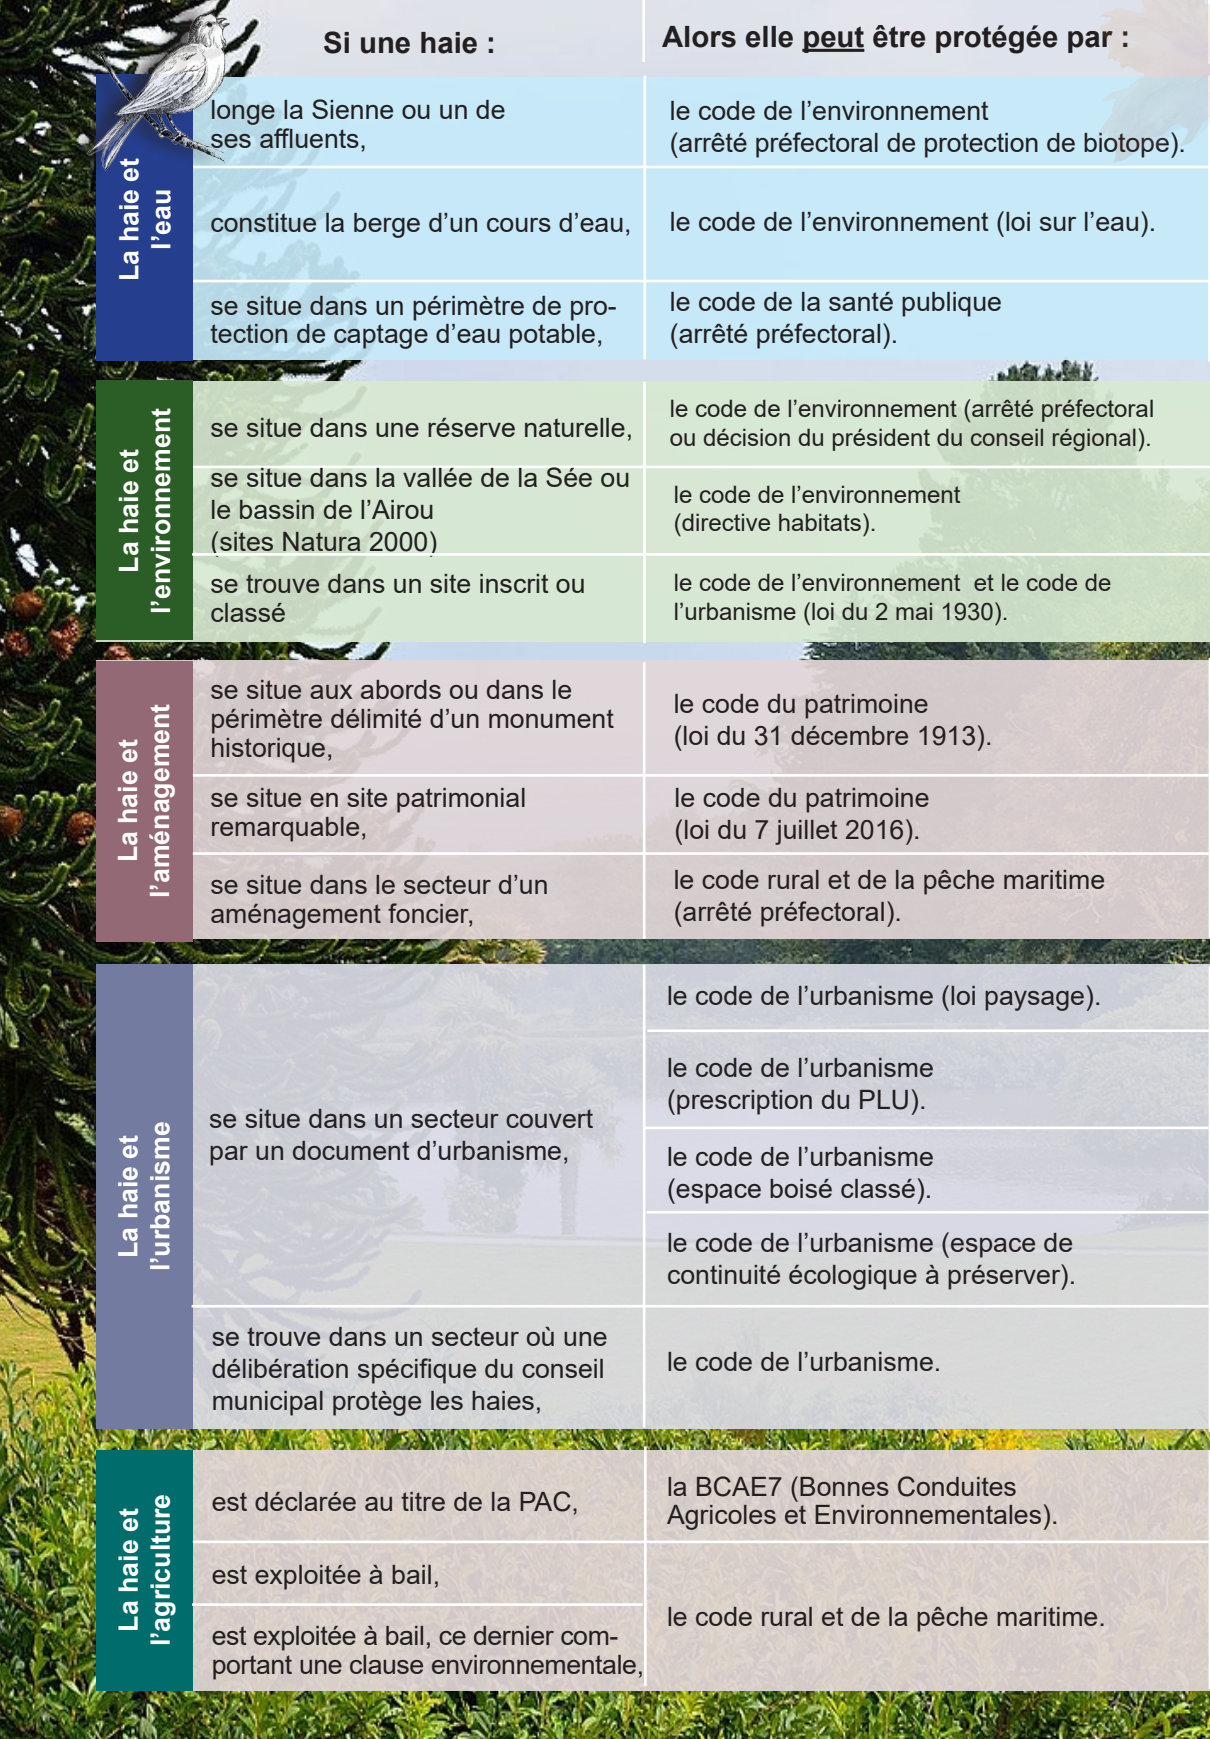 Si une haie :
Alors elle peut être protégée par :
La haie et
l'eau
longe la Sienne ou un de
ses affluents,
le code de l'environnement
(arrêté préfectoral de protection de biotope).
constitue la berge d'un cours d'eau,
le code de l'environnement (loi sur l'eau).
se situe dans un périmètre de pro-
tection de captage d'eau potable,
le code de la santé publique
(arrêté préfectoral).
La haie et
l'environnement
se situe dans une réserve naturelle,
le code de l'environnement (arrêté préfectoral
ou décision du président du conseil régional).
se situe dans la vallée de la Sée ou
le bassin de l'Airou
(sites Natura 2000)
le code de l'environnement
(directive habitats).
se trouve dans un site inscrit ou
classé
le code de l'environnement  et le code de
l'urbanisme (loi du 2 mai 1930).
La haie et
l'aménagement
se situe aux abords ou dans le
périmètre délimité d'un monument
historique,
le code du patrimoine
(loi du 31 décembre 1913).
se situe en site patrimonial
remarquable,
le code du patrimoine
(loi du 7 juillet 2016).
se situe dans le secteur d'un
aménagement foncier,
le code rural et de la pêche maritime
(arrêté préfectoral).
La haie et
l'urbanisme
se situe dans un secteur couvert
par un document d'urbanisme,
le code de l'urbanisme (loi paysage).
le code de l'urbanisme
(prescription du PLU).
le code de l'urbanisme
(espace boisé classé).
le code de l'urbanisme (espace de
continuité écologique à préserver).
se trouve dans un secteur où une
délibération spécifique du conseil
municipal protège les haies,
le code de l'urbanisme.
La haie et
l'agriculture
est déclarée au titre de la PAC,
la BCAE7 (Bonnes Conduites
Agricoles et Environnementales).
est exploitée à bail,
est exploitée à bail, ce dernier com-
portant une clause environnementale,
le code rural et de la pêche maritime.